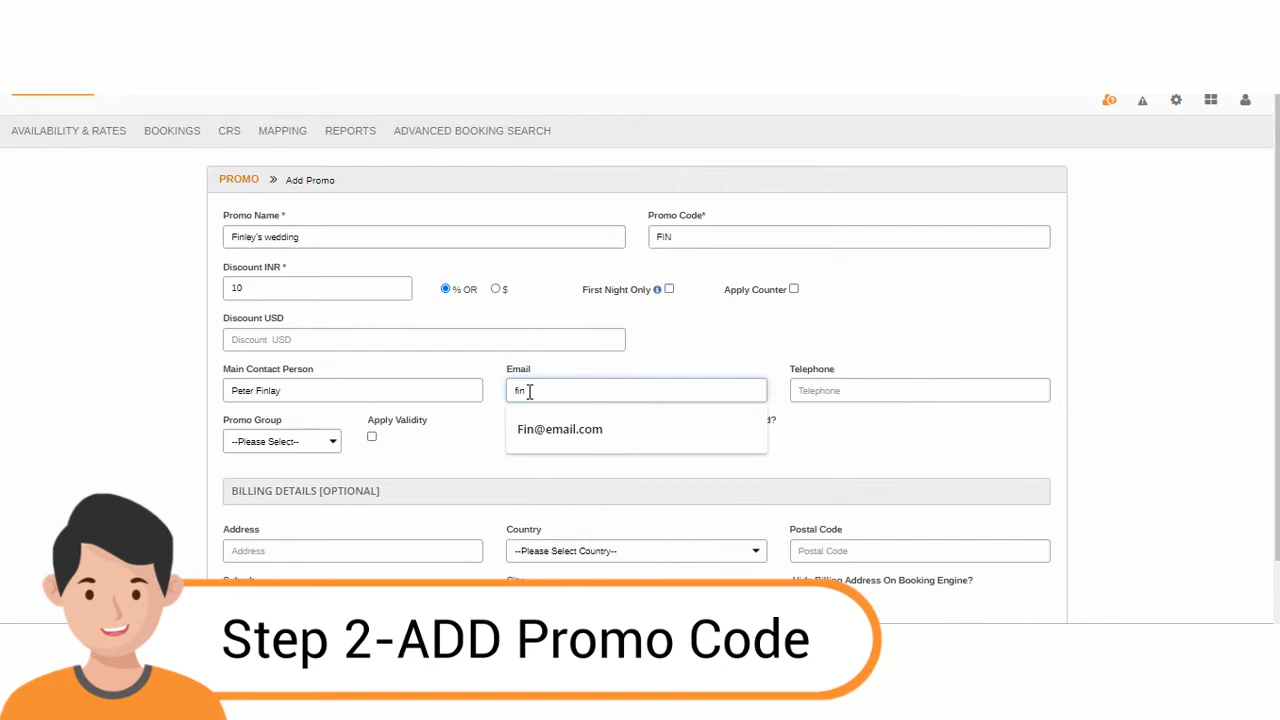 AVAILABILITY & RATES BOOKINGS CRS MAPPING REPORTS ADVANCED BOOKING SEARCH
PROMO » Add Promo
Promo Name * Promo Code*
Finley's wedding FIN
Discount INR *
10 % OR $ First Night Only Apply Counter
Discount USD
Discount USD
Main Contact Person Email Telephone
Peter Finlay fin Telephone
Promo Group Apply Validity
--Please Select-- Fin@email.com
BILLING DETAILS [OPTIONAL]
Address Country Postal Code
Address --Please Select Country-- Postal Code
Hide Billing Address On Booking Engine?
Step 2-ADD Promo Code